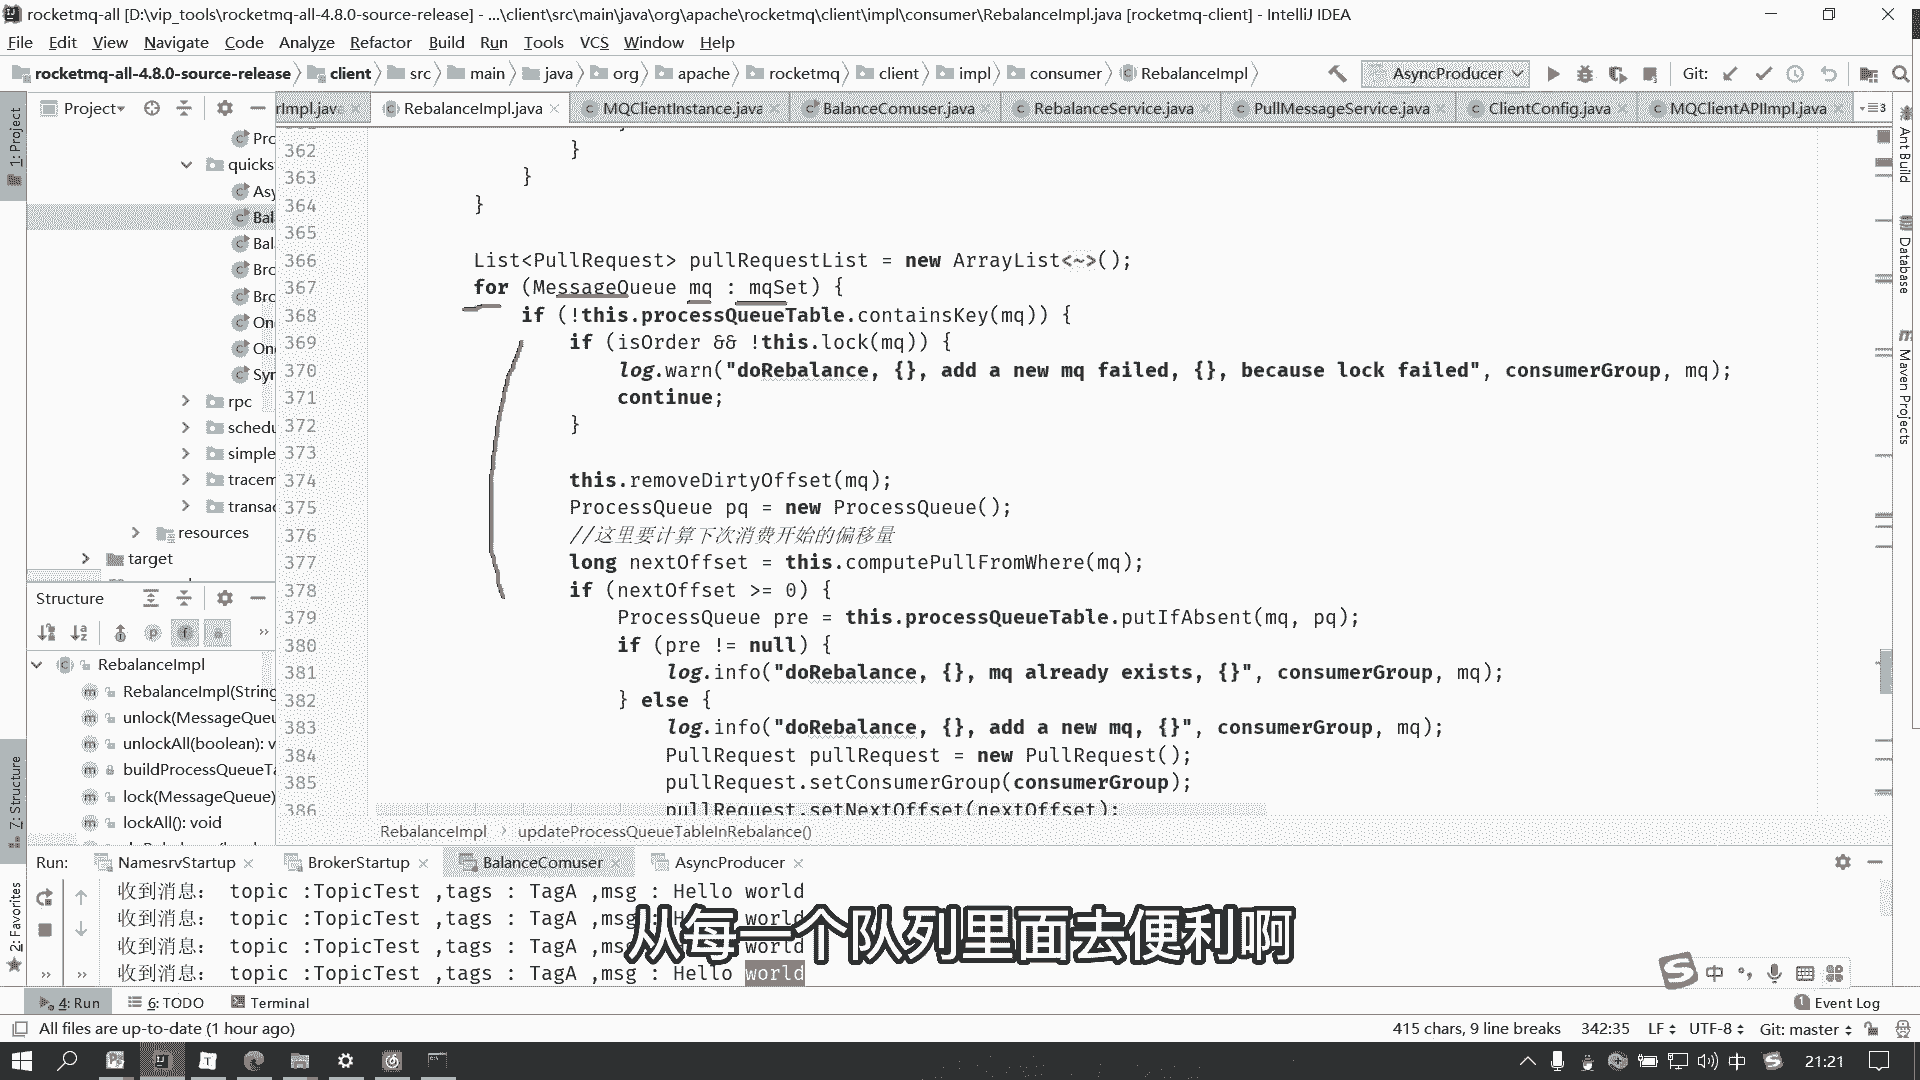 rocketmq-all [D:\vip_tools\rocketmq-all-4.8.0-source-release] - ...\client\src\main\java\org\apache\rocketmq\client\impl\consumer\RebalanceImpl.java [rocketmq-client] - IntelliJ IDEA
File Edit View Navigate Code Analyze Refactor Build Run Tools VCS Window Help
rocketmq-all-4.8.0-source-release client src main java org apache rocketmq client impl consumer RebalanceImpl AsyncProducer Git:
Project rImpl.java RebalanceImpl.java MQClientInstance.java BalanceComuser.java RebalanceService.java PullMessageService.java ClientConfig.java MQClientAPIImpl.java 3
1: Project
Pro
quicks
Asy
Bal
Bal
Bro
Bro
On
On
Syn
rpc
schedu
simple
tracem
transac
resources
target
362 }
363 }
364 }
365
366 List<PullRequest> pullRequestList = new ArrayList<~>();
367 for (MessageQueue mq : mqSet) {
368 if (!this.processQueueTable.containsKey(mq)) {
369 if (isOrder && !this.lock(mq)) {
370 log.warn("doRebalance, {}, add a new mq failed, {}, because lock failed", consumerGroup, mq);
371 continue;
372 }
373
374 this.removeDirtyOffset(mq);
375 ProcessQueue pq = new ProcessQueue();
376 //这里要计算下次消费开始的偏移量
377 long nextOffset = this.computePullFromWhere(mq);
378 if (nextOffset >= 0) {
379 ProcessQueue pre = this.processQueueTable.putIfAbsent(mq, pq);
380 if (pre != null) {
381 log.info("doRebalance, {}, mq already exists, {}", consumerGroup, mq);
382 } else {
383 log.info("doRebalance, {}, add a new mq, {}", consumerGroup, mq);
384 PullRequest pullRequest = new PullRequest();
385 pullRequest.setConsumerGroup(consumerGroup);
386 pullRequest.setNextOffset(nextOffset);
Ant Build
Database
Maven Projects
Structure
RebalanceImpl
RebalanceImpl(String
unlock(MessageQueu
unlockAll(boolean): v
buildProcessQueueTa
lock(MessageQueue)
lockAll(): void
7: Structure
2: Favorites
RebalanceImpl updateProcessQueueTableInRebalance()
Run: NamesrvStartup BrokerStartup BalanceComuser AsyncProducer
收到消息: topic :TopicTest ,tags : TagA ,msg : Hello world
收到消息: topic :TopicTest ,tags : TagA ,msg : Hello world
收到消息: topic :TopicTest ,tags : TagA ,msg : Hello world
收到消息: topic :TopicTest ,tags : TagA ,msg : Hello world
从每一个队列里面去便利啊
中
4: Run 6: TODO Terminal 1 Event Log
All files are up-to-date (1 hour ago) 415 chars, 9 line breaks 342:35 LF UTF-8 Git: master
中 21:21